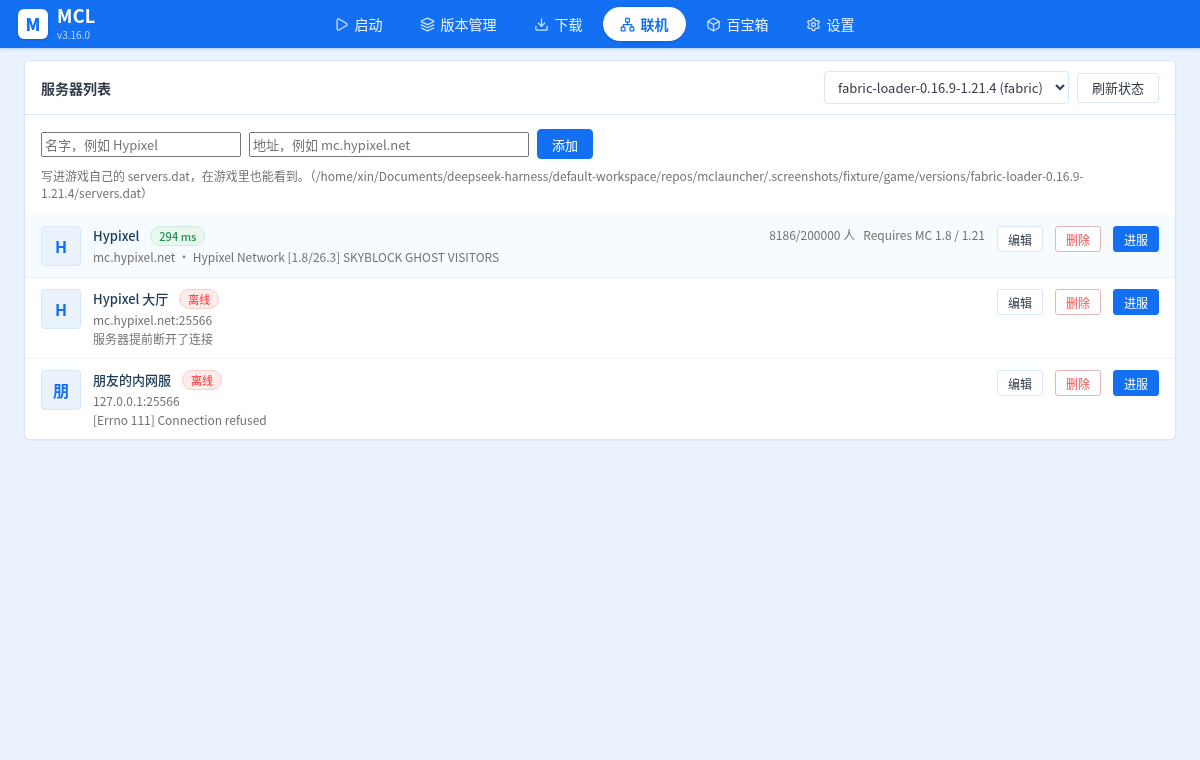 M
MCL
v3.16.0
启动
版本管理
下载
联机
百宝箱
设置
服务器列表
fabric-loader-0.16.9-1.21.4 (fabric)
刷新状态
名字，例如 Hypixel
地址，例如 mc.hypixel.net
添加
写进游戏自己的 servers.dat，在游戏里也能看到。（/home/xin/Documents/deepseek-harness/default-workspace/repos/mclauncher/.screenshots/fixture/game/versions/fabric-loader-0.16.9-
1.21.4/servers.dat）
H
Hypixel
294 ms
8186/200000 人
Requires MC 1.8 / 1.21
编辑
删除
进服
mc.hypixel.net • Hypixel Network [1.8/26.3] SKYBLOCK GHOST VISITORS
H
Hypixel 大厅
离线
编辑
删除
进服
mc.hypixel.net:25566
服务器提前断开了连接
朋
朋友的内网服
离线
编辑
删除
进服
127.0.0.1:25566
[Errno 111] Connection refused